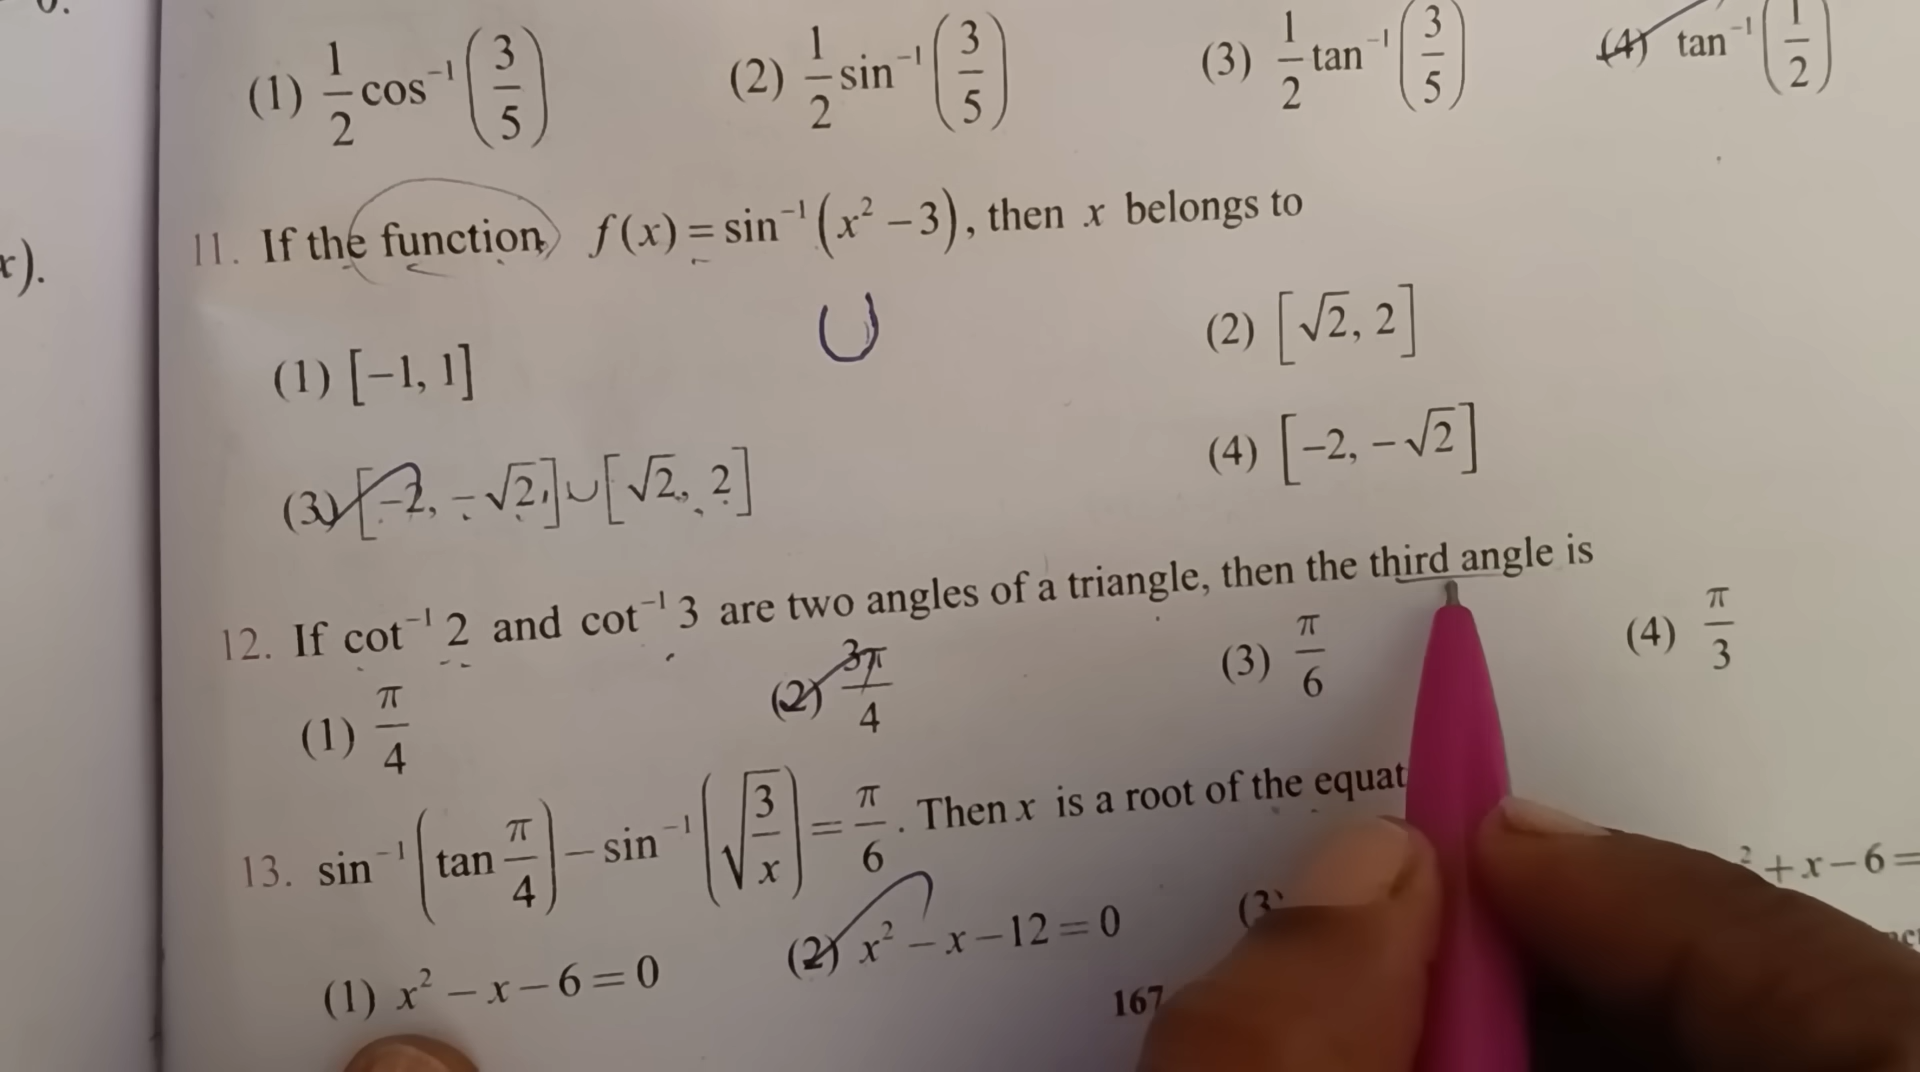 (1) 1/2 cos⁻¹(3/5) (2) 1/2 sin⁻¹(3/5) (3) 1/2 tan⁻¹(3/5) (4) tan⁻¹(1/2)
11. If the function f(x) = sin⁻¹(x² − 3), then x belongs to
∪
(1) [−1, 1] (2) [√2, 2]
(3) [−2, −√2] ∪ [√2, 2] (4) [−2, −√2]
12. If cot⁻¹ 2 and cot⁻¹ 3 are two angles of a triangle, then the third angle is
(1) π/4 (2) 3π/4 (3) π/6 (4) π/3
13. sin⁻¹(tan π/4) − sin⁻¹(√(3/x)) = π/6. Then x is a root of the equat
(1) x² − x − 6 = 0 (2) x² − x − 12 = 0 (3) ² + x − 6 =
167